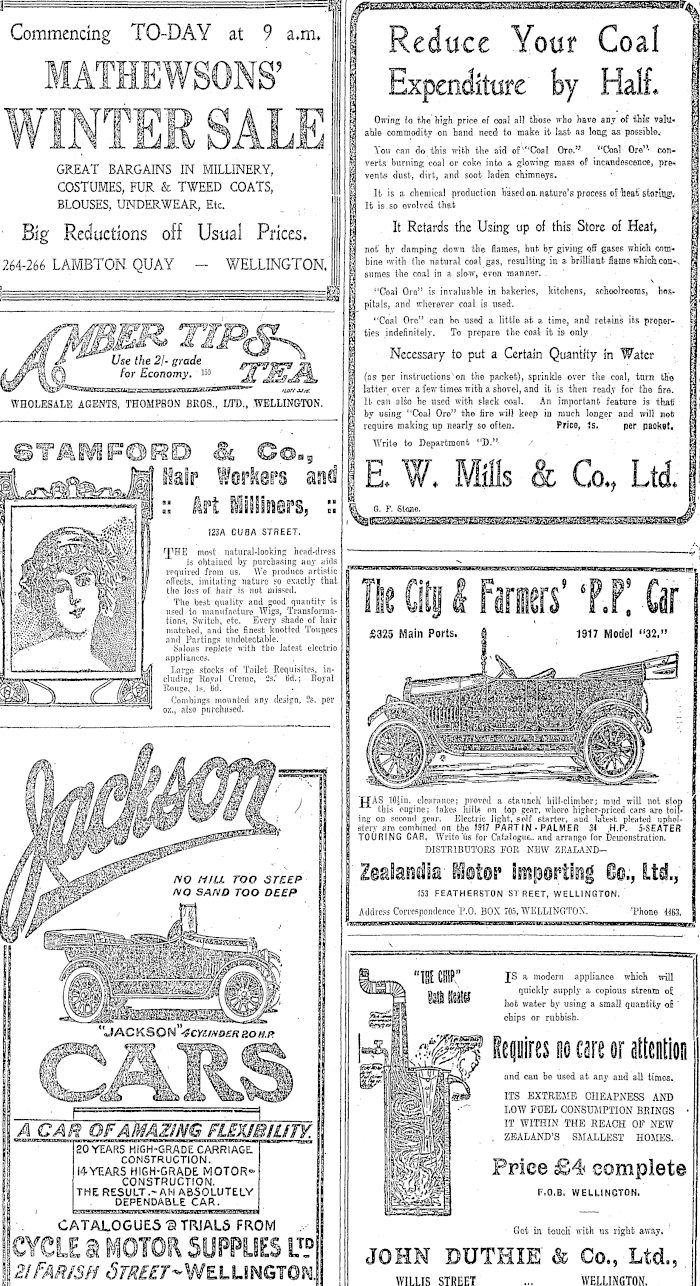 Commencing TO-DAY at 9 a.m.
MATHEWSONS'
WINTER SALE
GREAT BARGAINS IN MILLINERY,
COSTUMES, FUR & TWEED COATS,
BLOUSES, UNDERWEAR, Etc.
Big Reductions off Usual Prices.
264-266 LAMBTON QUAY — WELLINGTON.
AMBER TIPS
Use the 2/- grade
for Economy. 150
TEA
WHOLESALE AGENTS, THOMPSON BROS., LTD., WELLINGTON.
STAMFORD & Co.,
Hair Workers and
:: Art Milliners, ::
123A CUBA STREET.
THE most natural-looking head-dress
is obtained by purchasing any aids
required from us. We produce artistic
effects, imitating nature so exactly that
the loss of hair is not missed.
The best quality and good quantity is
used to manufacture Wigs, Transforma-
tions, Switch, etc. Every shade of hair
matched, and the finest knotted Toupees
and Partings undetectable.
Salons replete with the latest electric
appliances.
Large stocks of Toilet Requisites, in-
cluding Royal Creme, 2s. 6d.; Royal
Rouge, 1s. 6d.
Combings mounted any design, 2s. per
oz., also purchased.
Jackson
NO HILL TOO STEEP
NO SAND TOO DEEP
"JACKSON" 4 CYLINDER 20 H.P.
CARS
A CAR OF AMAZING FLEXIBILITY.
20 YEARS HIGH-GRADE CARRIAGE
CONSTRUCTION.
14 YEARS HIGH-GRADE MOTOR-
CONSTRUCTION.
THE RESULT.- AN ABSOLUTELY
DEPENDABLE CAR.
CATALOGUES & TRIALS FROM
CYCLE & MOTOR SUPPLIES LTD
21 FARISH STREET ~ WELLINGTON
Reduce Your Coal
Expenditure by Half.
Owing to the high price of coal all those who have any of this valu-
able commodity on hand need to make it last as long as possible.
You can do this with the aid of "Coal Ore." "Coal Ore" con-
verts burning coal or coke into a glowing mass of incandescence, pre-
vents dust, dirt, and soot laden chimneys.
It is a chemical production based on nature's process of heat storing.
It is so evolved that
It Retards the Using up of this Store of Heat,
not by damping down the flames, but by giving off gases which com-
bine with the natural coal gas, resulting in a brilliant flame which con-
sumes the coal in a slow, even manner.
"Coal Ore" is invaluable in bakeries, kitchens, schoolrooms, hos-
pitals, and wherever coal is used.
"Coal Ore" can be used a little at a time, and retains its proper-
ties indefinitely. To prepare the coal it is only
Necessary to put a Certain Quantity in Water
(as per instructions on the packet), sprinkle over the coal, turn the
latter over a few times with a shovel, and it is then ready for the fire.
It can also be used with slack coal. An important feature is that
by using "Coal Ore" the fire will keep in much longer and will not
require making up nearly so often. Price, 1s. per packet.
Write to Department "D."
E. W. Mills & Co., Ltd.
G. F. Stone.
The City & Farmers' 'P.P.' Car
£325 Main Ports. 1917 Model "32."
HAS 10½in. clearance; proved a staunch hill-climber; mud will not stop
this engine; takes hills on top gear, where higher-priced cars are toil-
ing on second gear. Electric light, self starter, and latest pleated uphol-
stery are combined on the 1917 PARTIN-PALMER 34 H.P. 5-SEATER
TOURING CAR. Write us for Catalogue and arrange for Demonstration.
DISTRIBUTORS FOR NEW ZEALAND—
Zealandia Motor Importing Co., Ltd.,
153 FEATHERSTON STREET, WELLINGTON.
Address Correspondence P.O. BOX 705, WELLINGTON. 'Phone 4463.
"THE CHIP"
Bath Heater
IS a modern appliance which will
quickly supply a copious stream of
hot water by using a small quantity of
chips or rubbish.
Requires no care or attention
and can be used at any and all times.
ITS EXTREME CHEAPNESS AND
LOW FUEL CONSUMPTION BRINGS
IT WITHIN THE REACH OF NEW
ZEALAND'S SMALLEST HOMES.
Price £4 complete
F.O.B. WELLINGTON.
Get in touch with us right away.
JOHN DUTHIE & Co., Ltd.,
WILLIS STREET ... WELLINGTON.